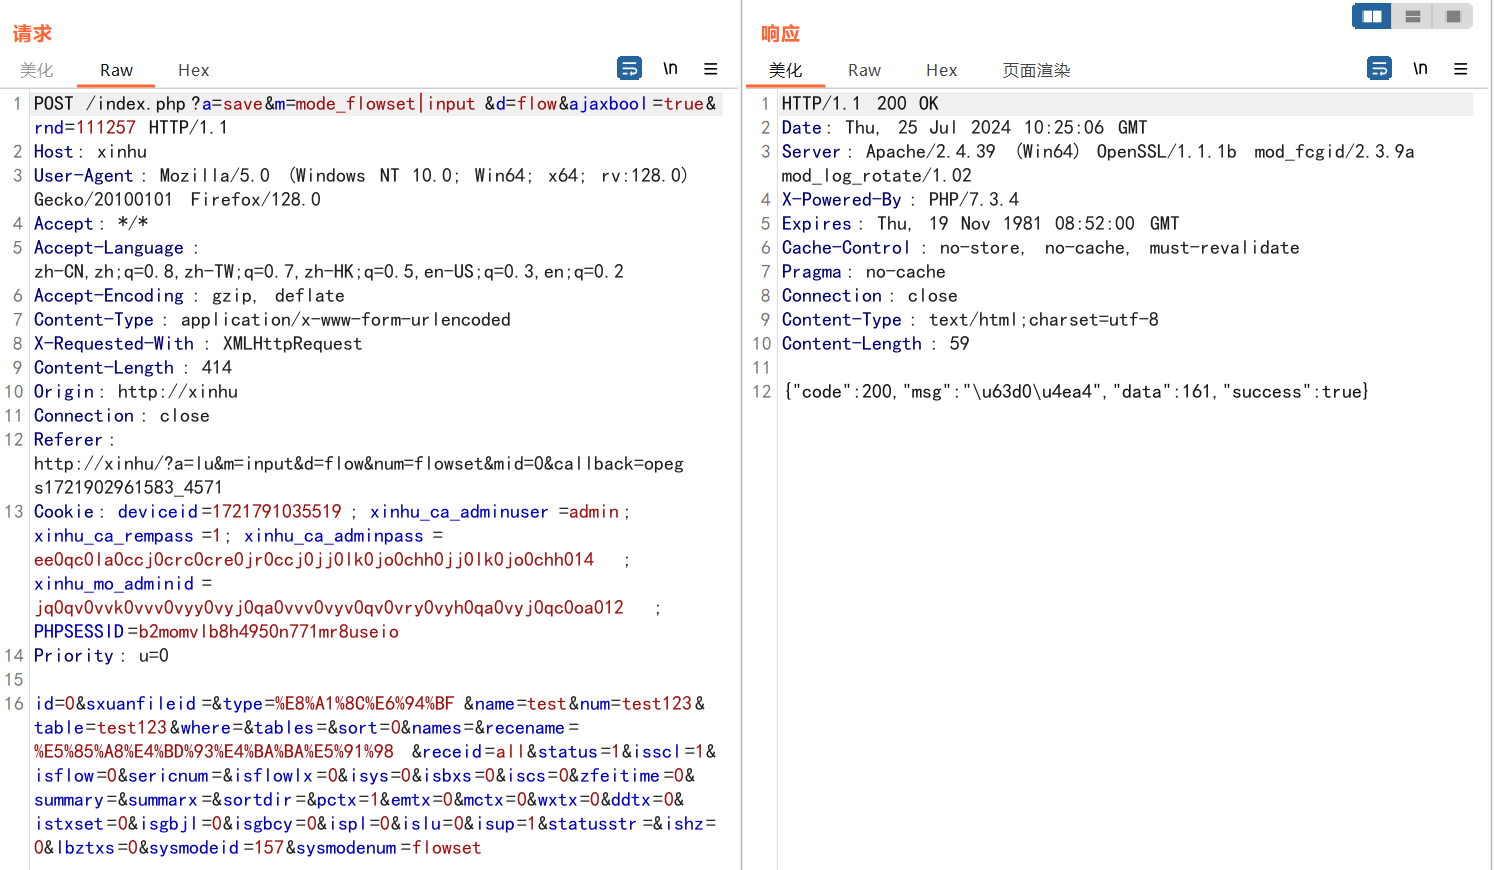 请求
美化 Raw Hex \n
1 POST /index.php?a=save&m=mode_flowset|input&d=flow&ajaxbool=true&
rnd=111257 HTTP/1.1
2 Host: xinhu
3 User-Agent: Mozilla/5.0 (Windows NT 10.0; Win64; x64; rv:128.0)
Gecko/20100101 Firefox/128.0
4 Accept: */*
5 Accept-Language:
zh-CN,zh;q=0.8,zh-TW;q=0.7,zh-HK;q=0.5,en-US;q=0.3,en;q=0.2
6 Accept-Encoding: gzip, deflate
7 Content-Type: application/x-www-form-urlencoded
8 X-Requested-With: XMLHttpRequest
9 Content-Length: 414
10 Origin: http://xinhu
11 Connection: close
12 Referer:
http://xinhu/?a=lu&m=input&d=flow&num=flowset&mid=0&callback=opeg
s1721902961583_4571
13 Cookie: deviceid=1721791035519; xinhu_ca_adminuser=admin;
xinhu_ca_rempass=1; xinhu_ca_adminpass=
ee0qc0la0ccj0crc0cre0jr0ccj0jj0lk0jo0chh0jj0lk0jo0chh014;
xinhu_mo_adminid=
jq0qv0vvk0vvv0vyy0vyj0qa0vvv0vyv0qv0vry0vyh0qa0vyj0qc0oa012;
PHPSESSID=b2momvlb8h4950n771mr8useio
14 Priority: u=0
15
16 id=0&sxuanfileid=&type=%E8%A1%8C%E6%94%BF&name=test&num=test123&
table=test123&where=&tables=&sort=0&names=&recename=
%E5%85%A8%E4%BD%93%E4%BA%BA%E5%91%98&receid=all&status=1&isscl=1&
isflow=0&sericnum=&isflowlx=0&isys=0&isbxs=0&iscs=0&zfeitime=0&
summary=&summarx=&sortdir=&pctx=1&emtx=0&mctx=0&wxtx=0&ddtx=0&
istxset=0&isgbjl=0&isgbcy=0&ispl=0&islu=0&isup=1&statusstr=&ishz=
0&lbztxs=0&sysmodeid=157&sysmodenum=flowset
响应
美化 Raw Hex 页面渲染 \n
1 HTTP/1.1 200 OK
2 Date: Thu, 25 Jul 2024 10:25:06 GMT
3 Server: Apache/2.4.39 (Win64) OpenSSL/1.1.1b mod_fcgid/2.3.9a
mod_log_rotate/1.02
4 X-Powered-By: PHP/7.3.4
5 Expires: Thu, 19 Nov 1981 08:52:00 GMT
6 Cache-Control: no-store, no-cache, must-revalidate
7 Pragma: no-cache
8 Connection: close
9 Content-Type: text/html;charset=utf-8
10 Content-Length: 59
11
12 {"code":200,"msg":"\u63d0\u4ea4","data":161,"success":true}